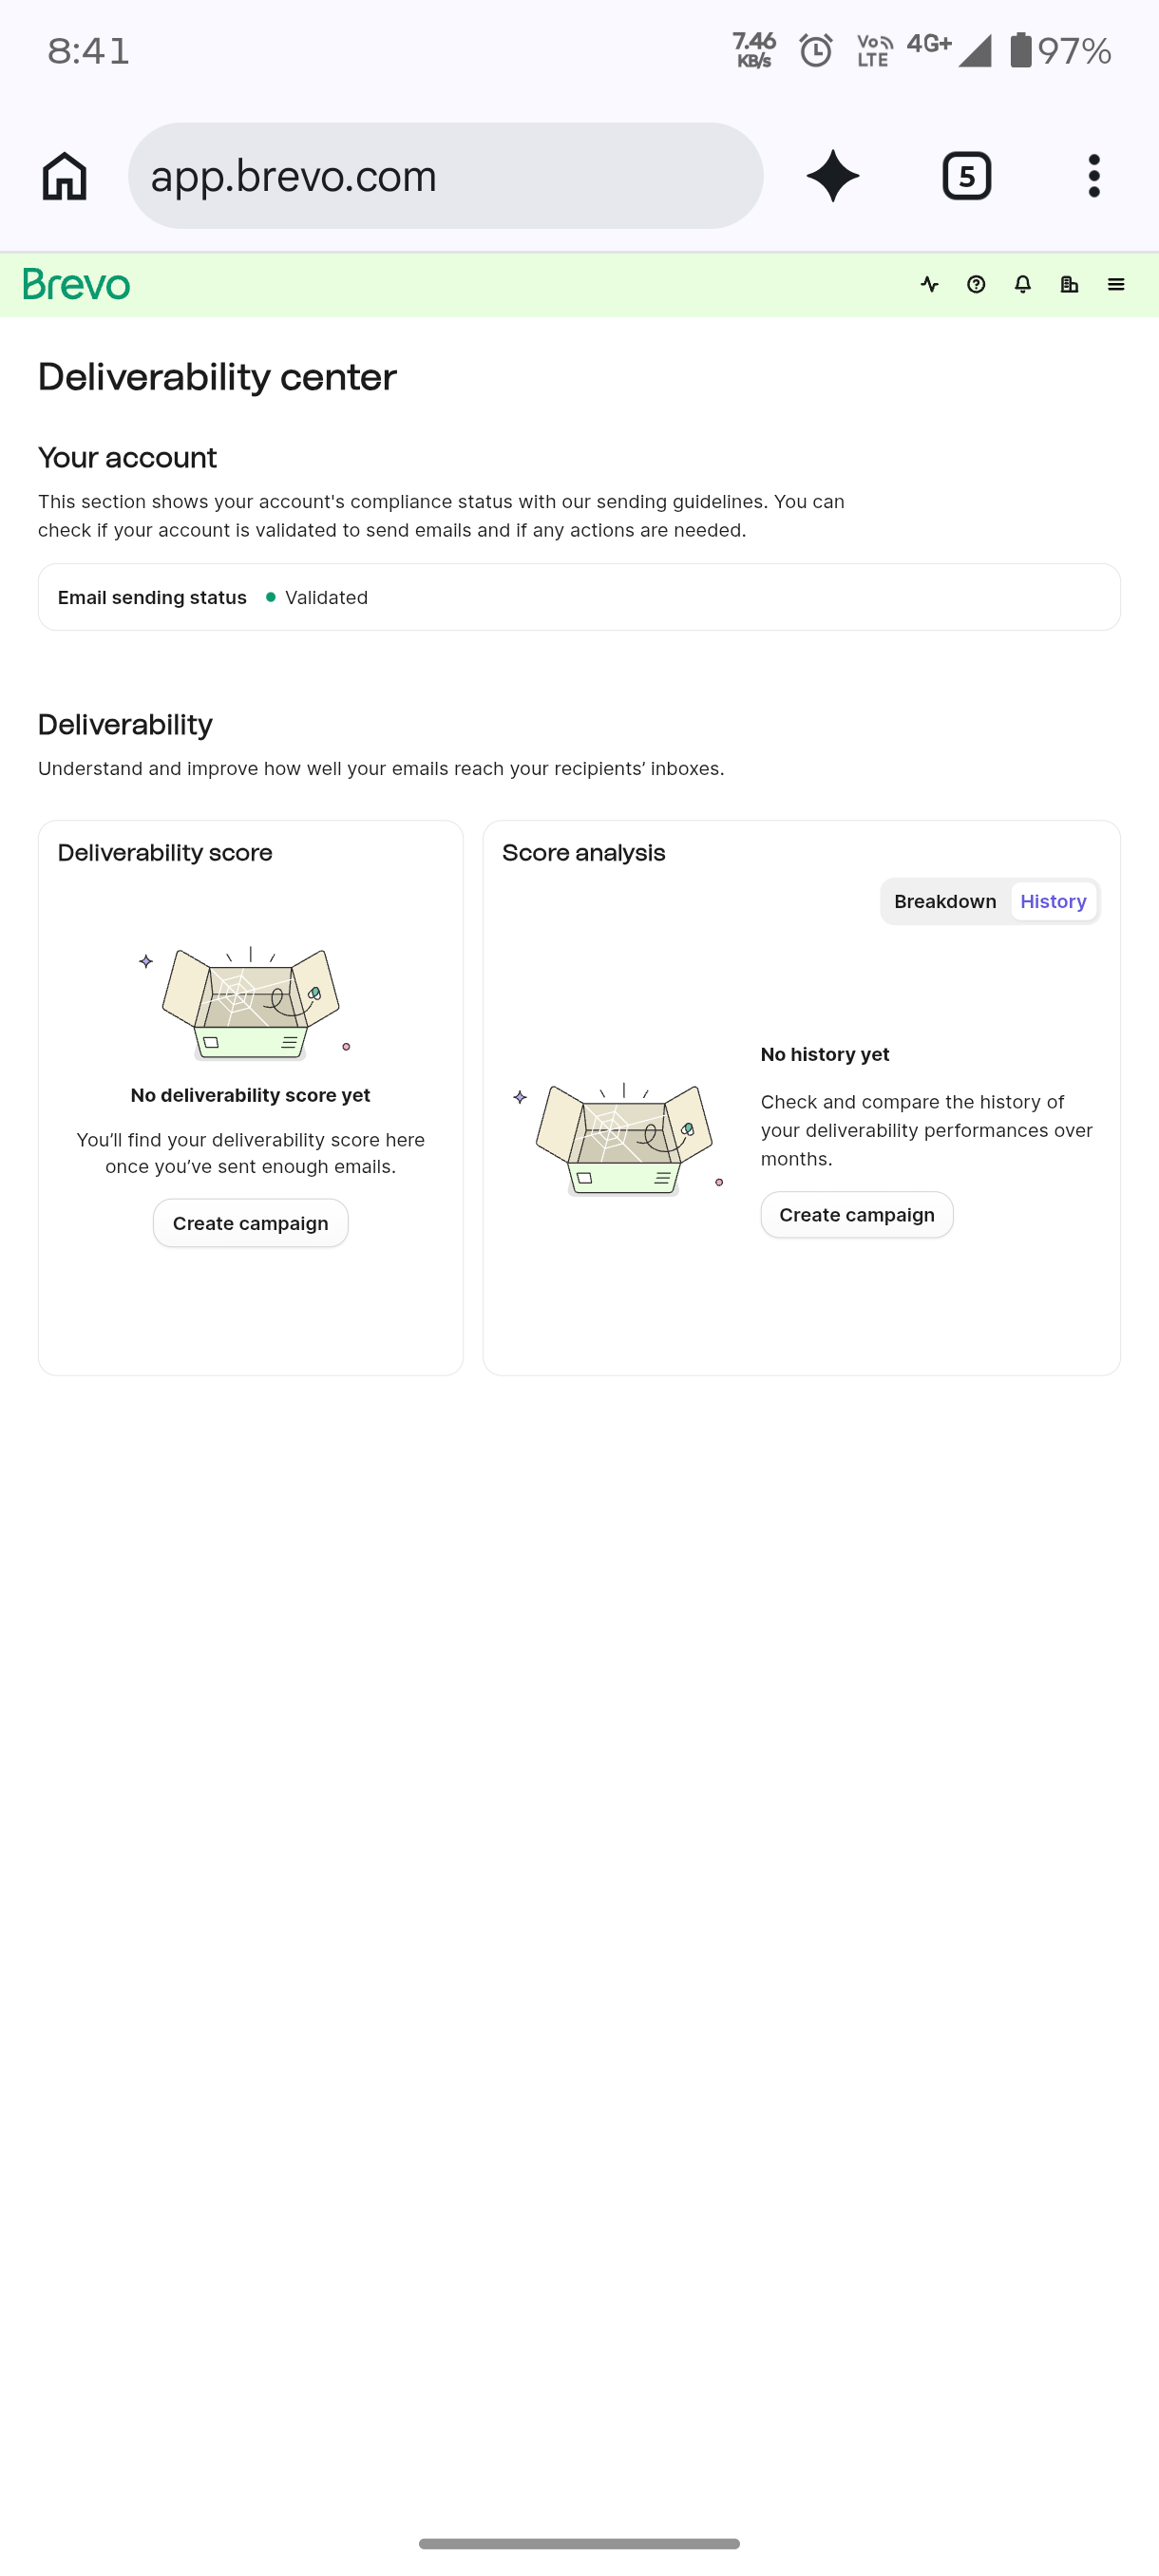 8:41
7.46
KB/s
Vo
LTE
4G+
97%
app.brevo.com
5
Brevo
Deliverability center
Your account
This section shows your account's compliance status with our sending guidelines. You can
check if your account is validated to send emails and if any actions are needed.
Email sending status
Validated
Deliverability
Understand and improve how well your emails reach your recipients’ inboxes.
Deliverability score
No deliverability score yet
You’ll find your deliverability score here
once you’ve sent enough emails.
Create campaign
Score analysis
Breakdown
History
No history yet
Check and compare the history of
your deliverability performances over
months.
Create campaign